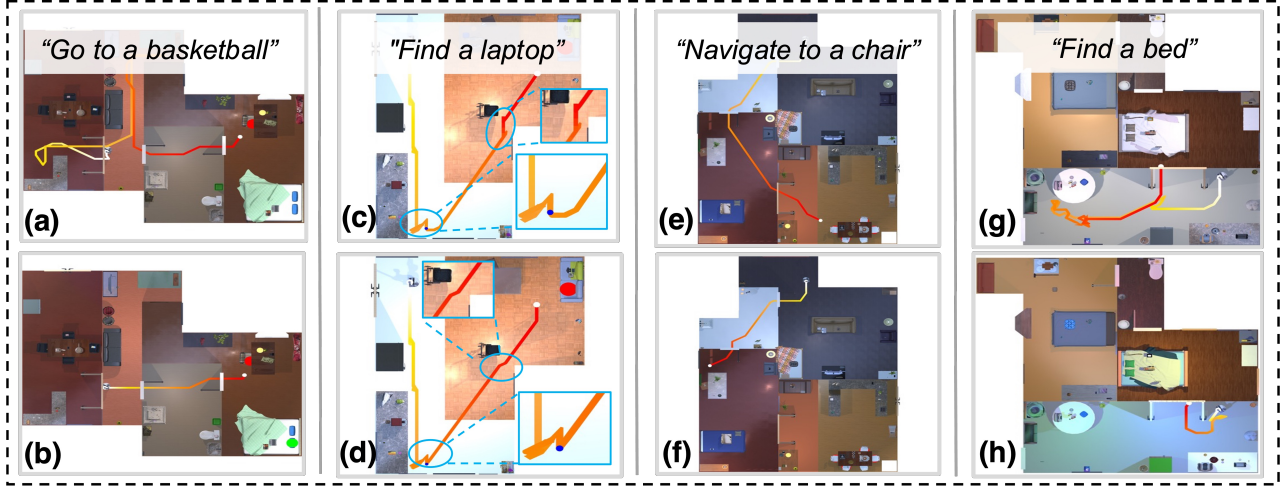 “Go to a basketball”
"Find a laptop”
“Navigate to a chair”
“Find a bed”
(a)
(c)
(e)
(g)
(b)
(d)
(f)
(h)